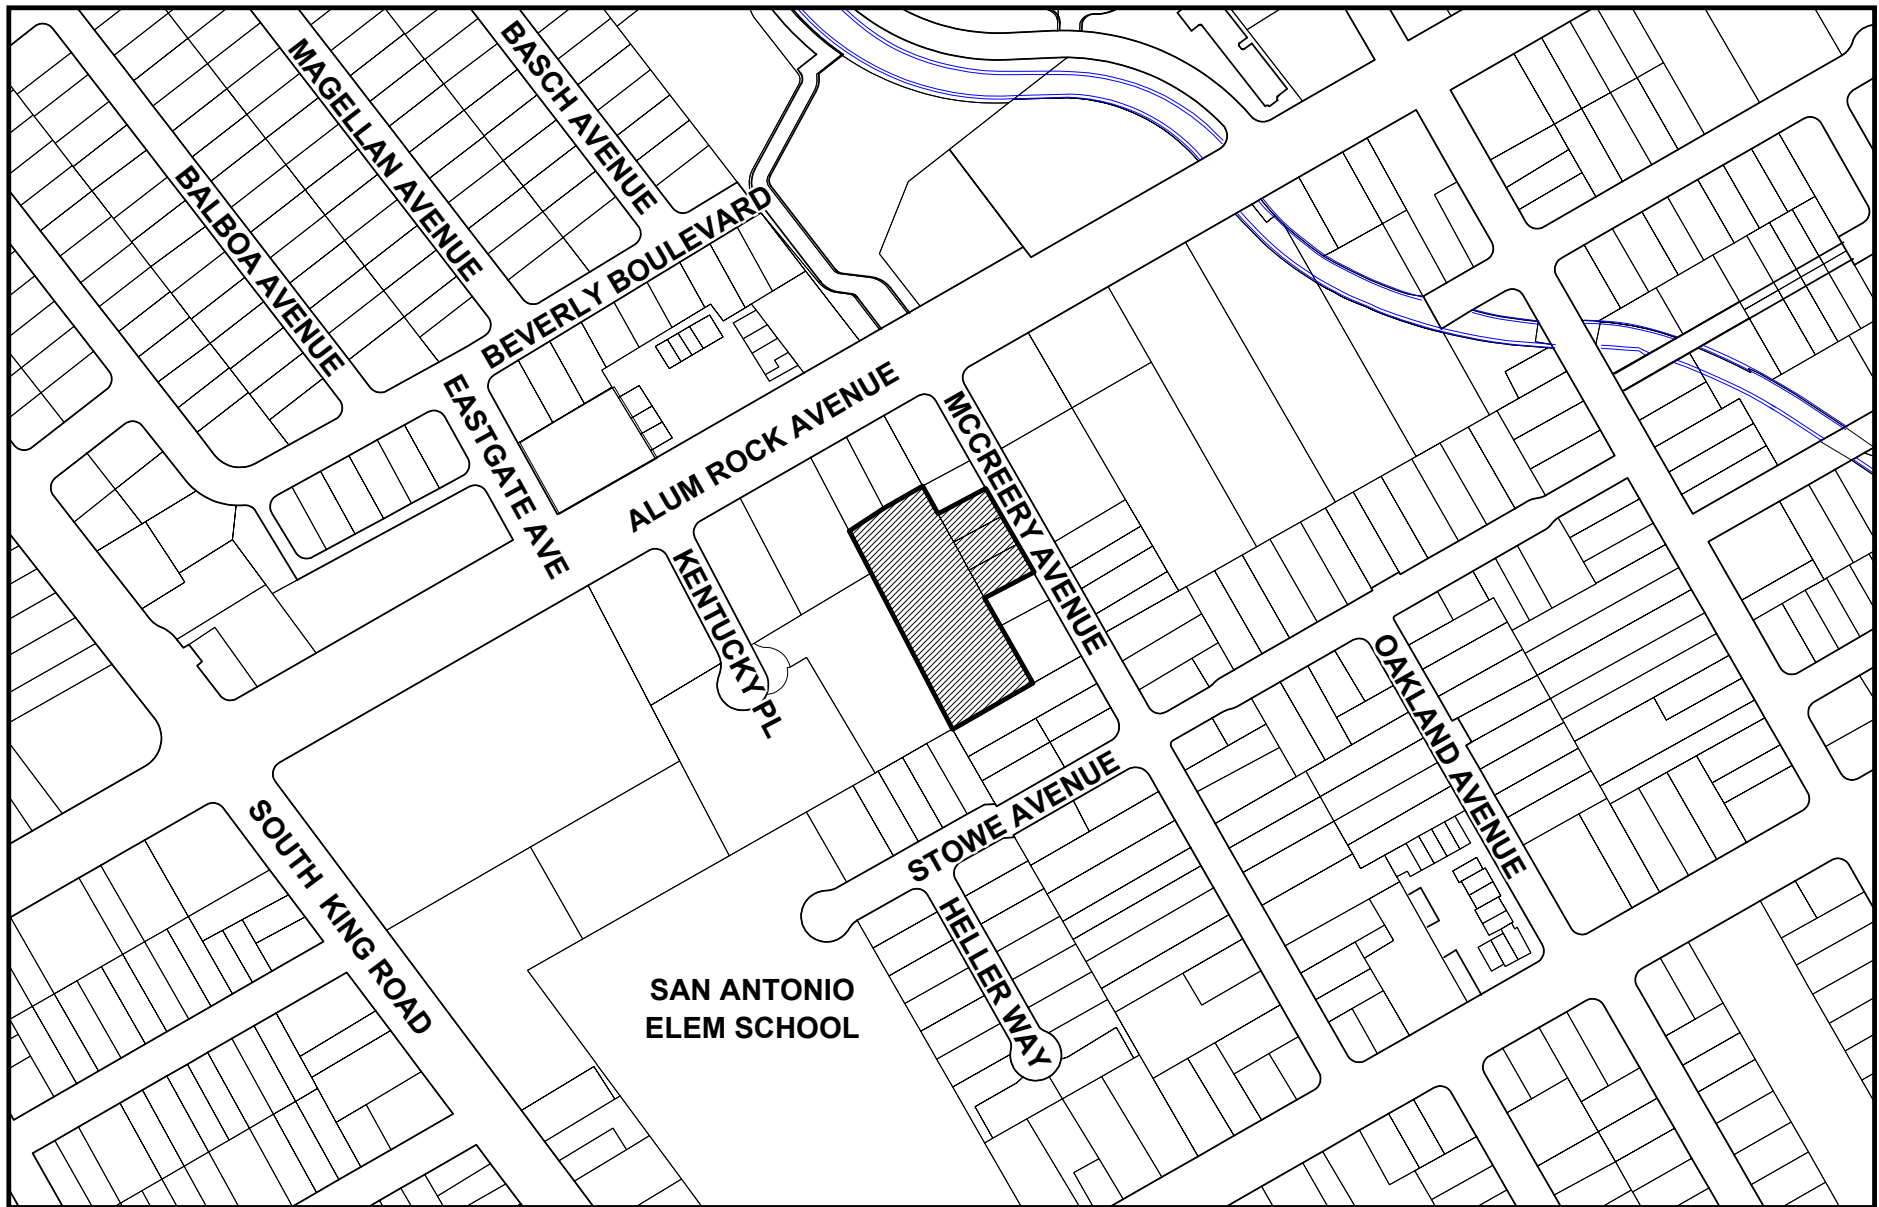 BASCH AVENUE
MAGELLAN AVENUE
BALBOA AVENUE
BEVERLY BOULEVARD
EASTGATE AVE
ALUM ROCK AVENUE
MCCREERY AVENUE
KENTUCKY PL
OAKLAND AVENUE
STOWE AVENUE
SOUTH KING ROAD
HELLER WAY
SAN ANTONIO
ELEM SCHOOL